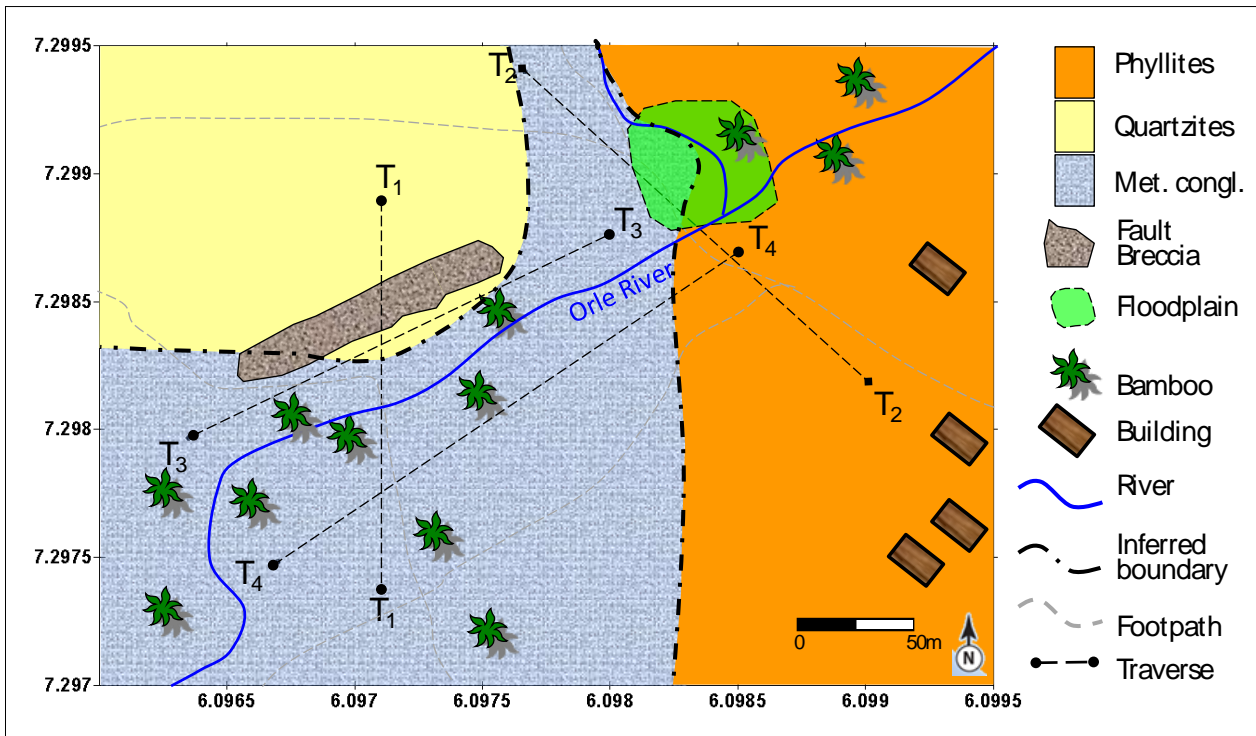 7.2995
7.299
7.2985
7.298
7.2975
7.297
6.0965
6.097
6.0975
6.098
6.0985
6.099
6.0995
T2
T1
T3
T4
Orle River
T2
T3
T4
T1
0
50m
N
Phyllites
Quartzites
Met. congl.
Fault
Breccia
Floodplain
Bamboo
Building
River
Inferred
boundary
Footpath
Traverse